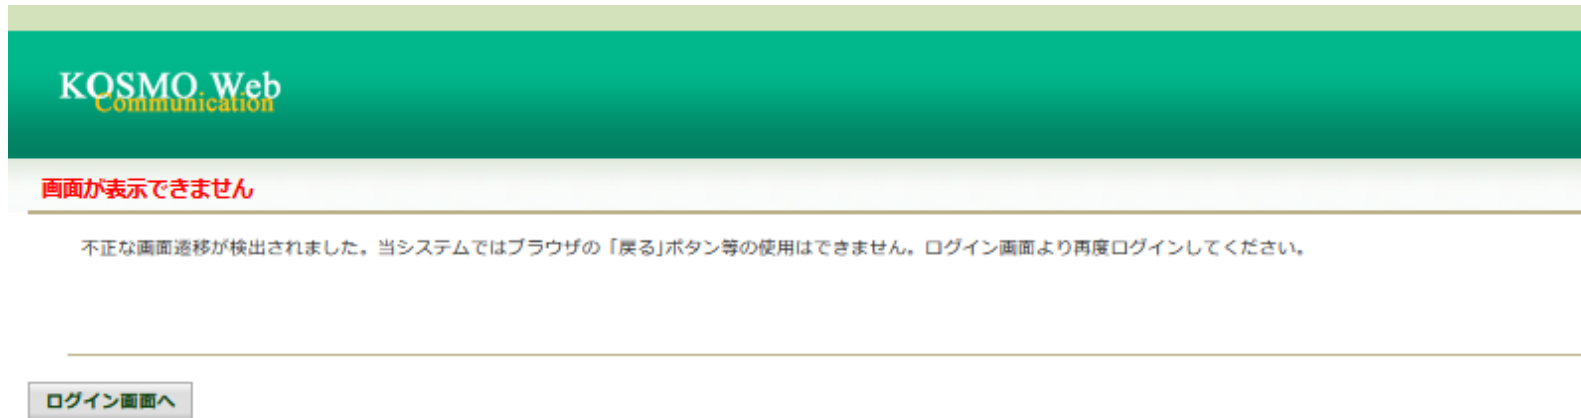 KOSMO Web
Communication
画面が表示できません
不正な画面遷移が検出されました。当システムではブラウザの「戻る」ボタン等の使用はできません。ログイン画面より再度ログインしてください。
ログイン画面へ